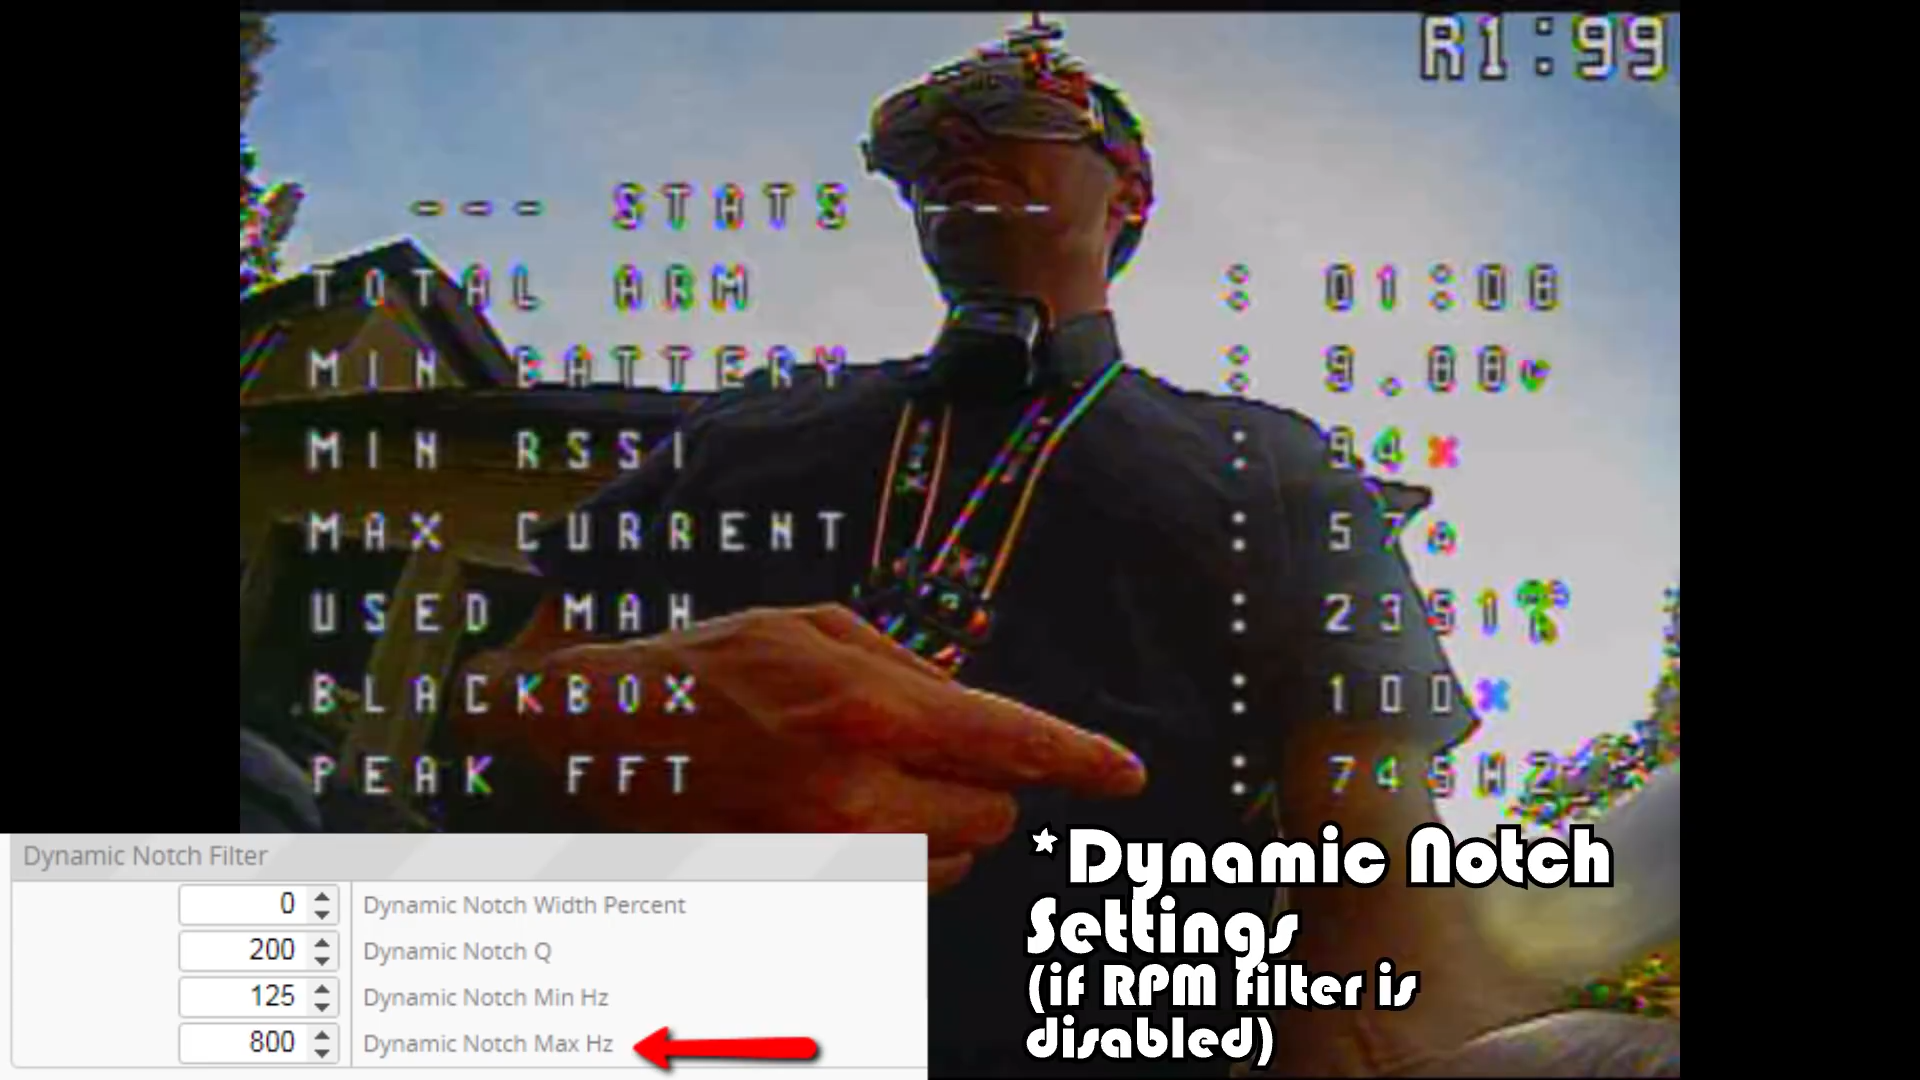 R1:99
--- STATS ---
TOTAL ARM : 01:08
MIN BATTERY :
MIN RSSI : 94%
MAX CURRENT : 57A
USED MAH :
BLACKBOX : 100%
PEAK FFT : 745HZ
Dynamic Notch Filter
0 Dynamic Notch Width Percent
200 Dynamic Notch Q
125 Dynamic Notch Min Hz
800 Dynamic Notch Max Hz
*Dynamic Notch
Settings
(if RPM filter is
disabled)